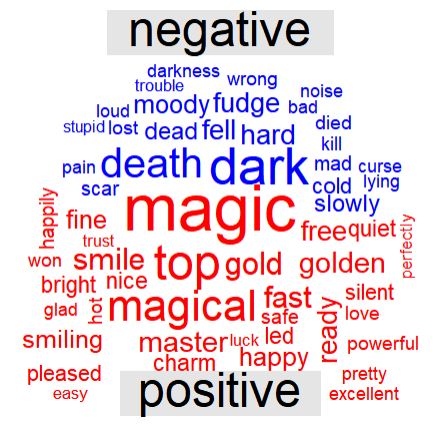 negative
darkness
wrong
trouble
noise
loud
moody
fudge
bad
stupid
lost
dead
fell
hard
died
kill
pain
death
dark
mad
curse
scar
cold
lying
slowly
magic
happily
fine
free
quiet
perfectly
trust
won
smile
top
gold
golden
bright
nice
glad
hot
magical
fast
silent
safe
ready
love
smiling
master
luck
led
powerful
charm
happy
pleased
pretty
easy
excellent
positive